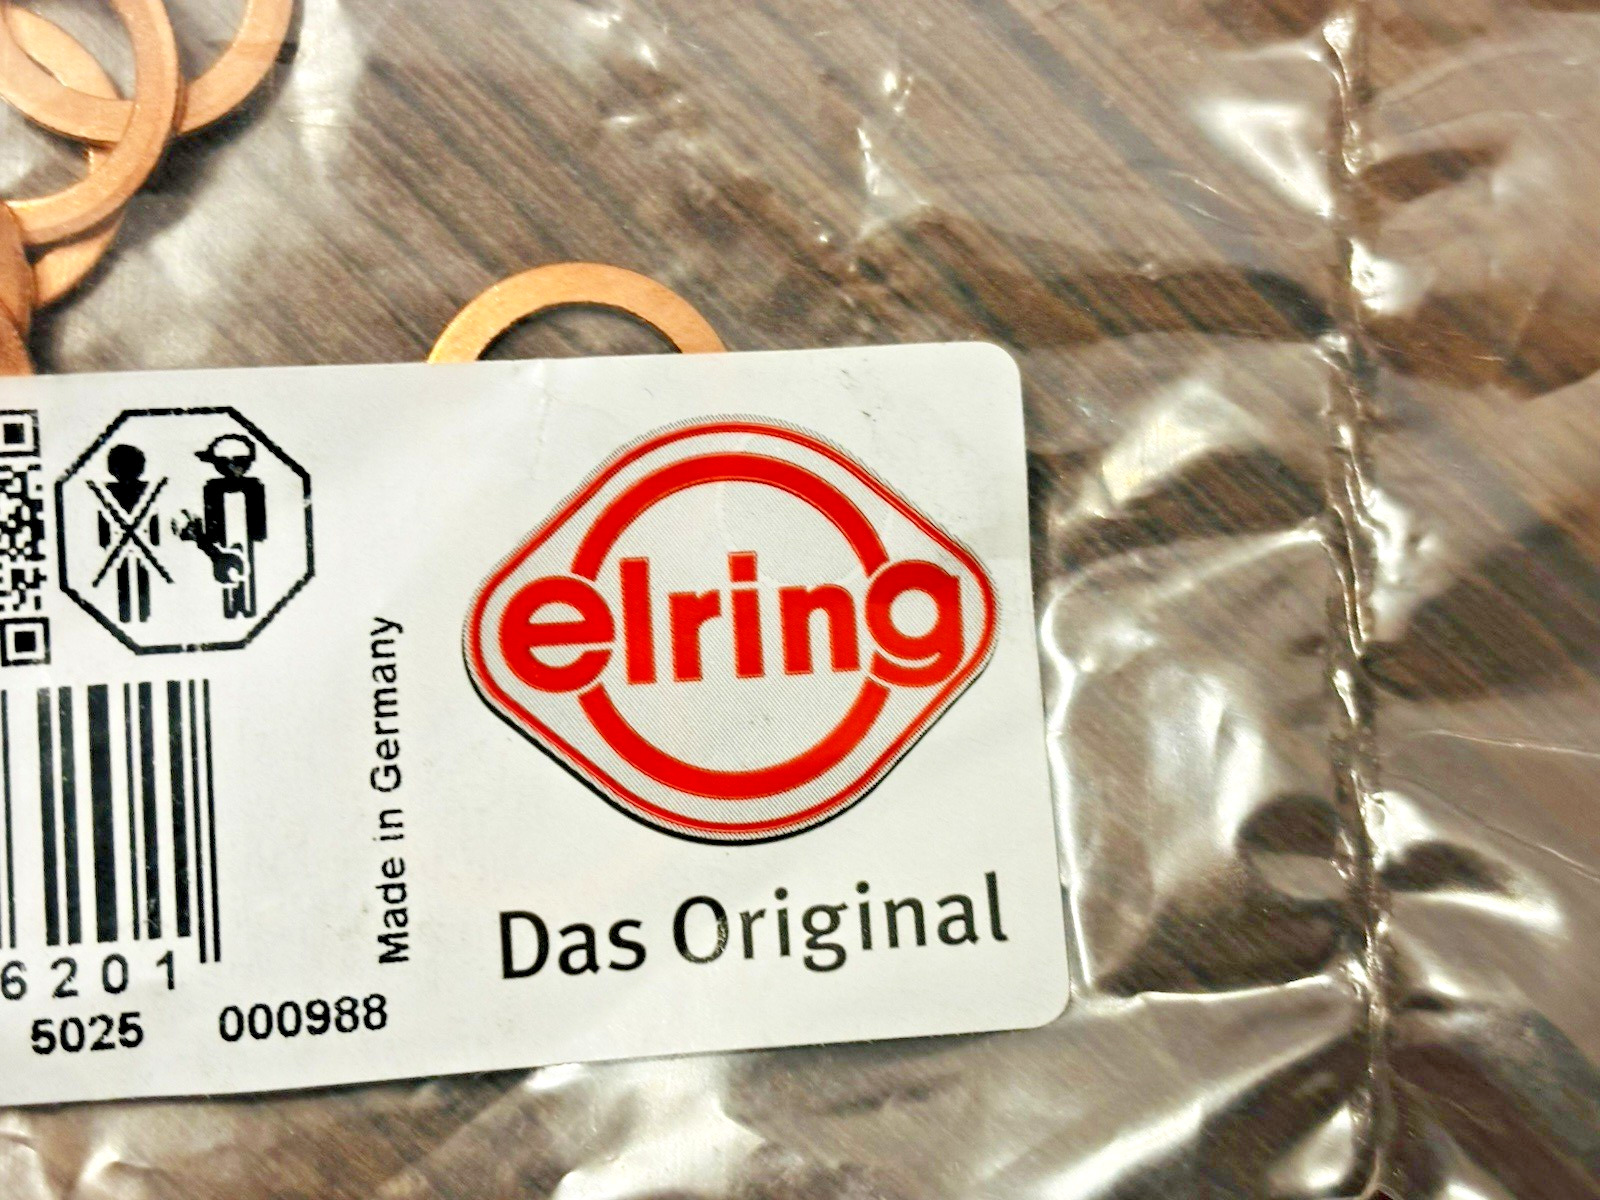 elring
Das Original
Made in Germany
6201
5025 000988